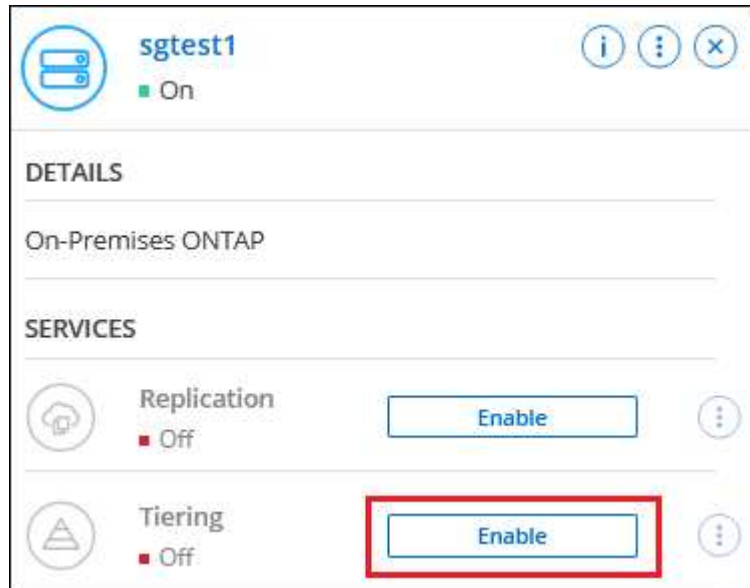 sgtest1
On
DETAILS
On-Premises ONTAP
SERVICES
Replication
Off
Enable
Tiering
Off
Enable